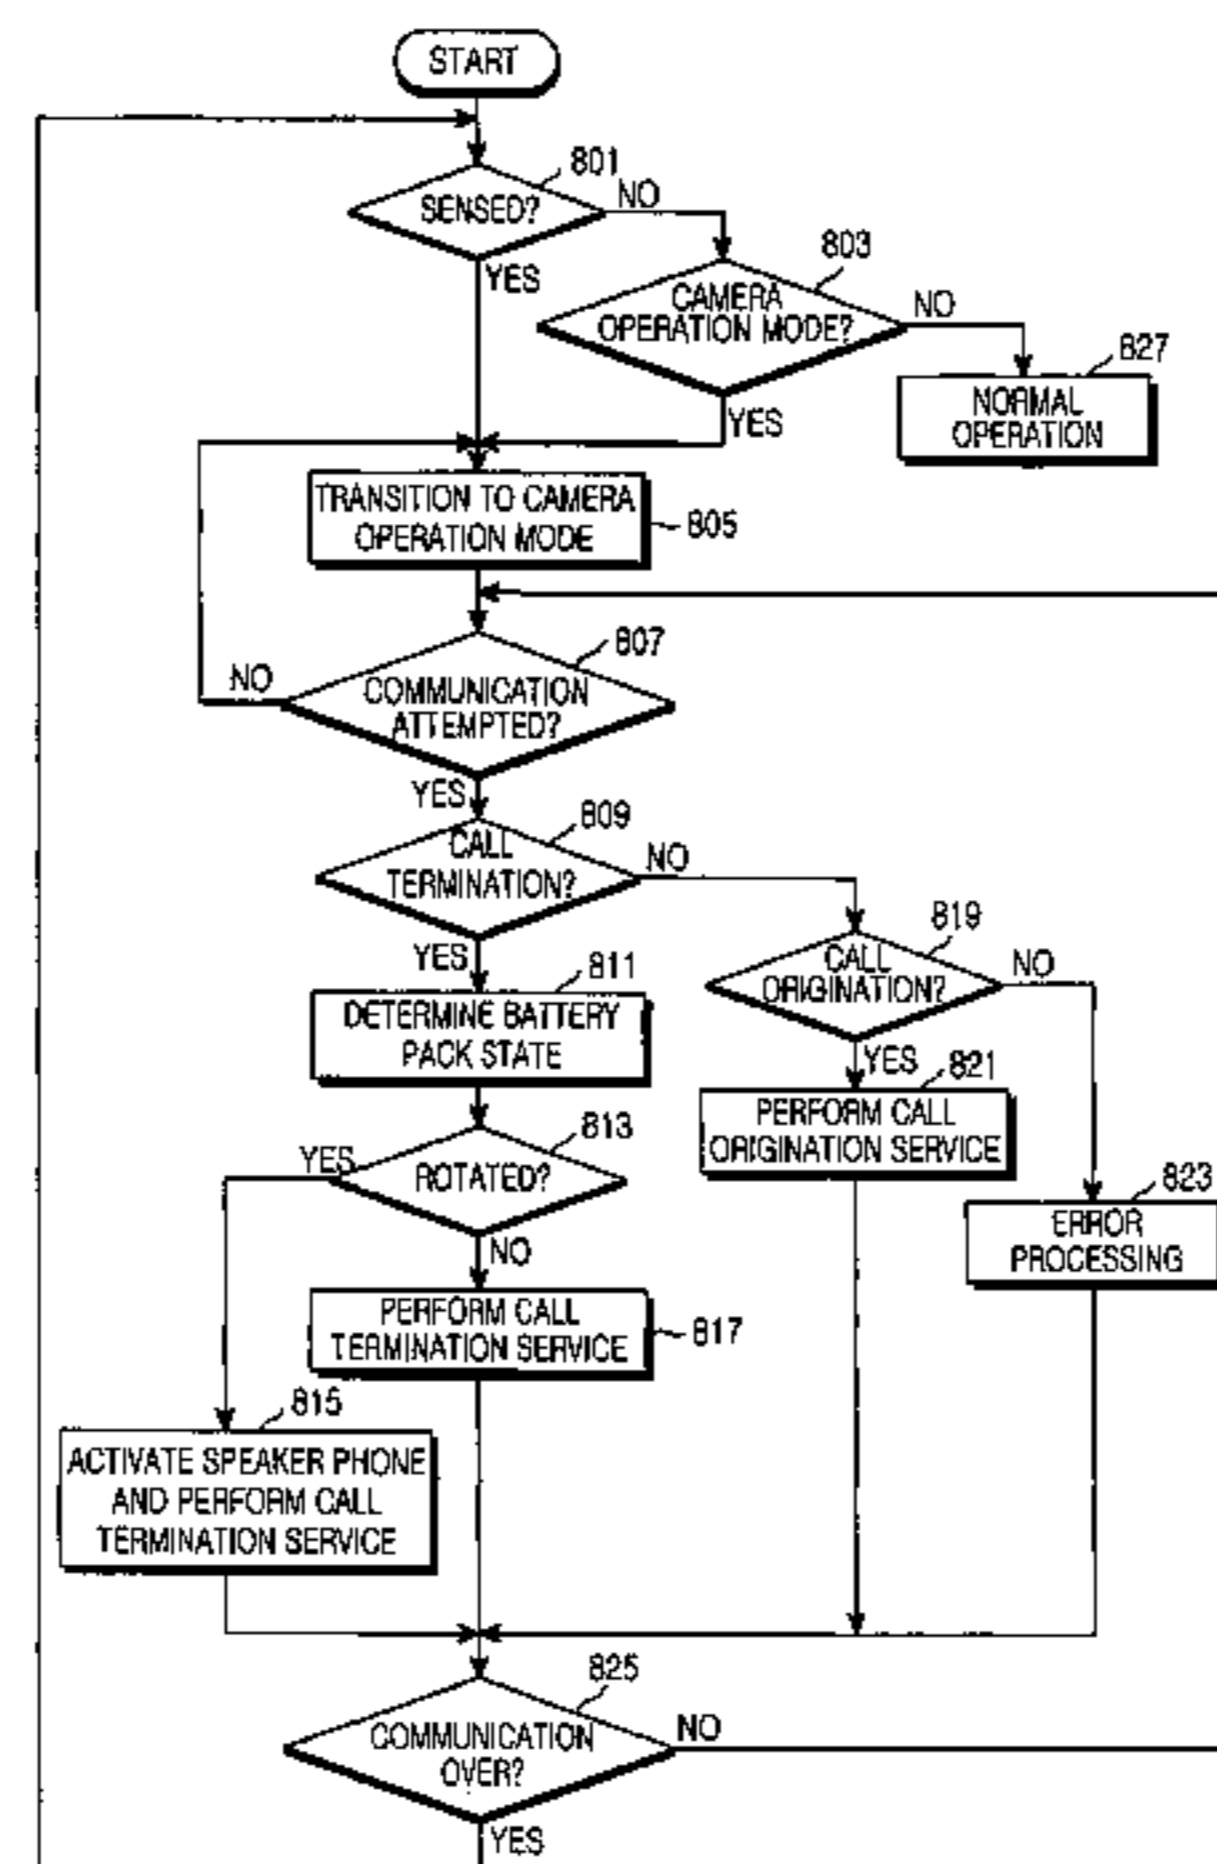 START
801
SENSED?
NO
YES
803
CAMERA
OPERATION MODE?
NO
YES
827
NORMAL
OPERATION
TRANSITION TO CAMERA
OPERATION MODE
805
807
COMMUNICATION
ATTEMPTED?
NO
YES
809
CALL
TERMINATION?
NO
YES
811
DETERMINE BATTERY
PACK STATE
819
CALL
ORIGINATION?
NO
YES
821
PERFORM CALL
ORIGINATION SERVICE
813
ROTATED?
YES
NO
823
ERROR
PROCESSING
PERFORM CALL
TERMINATION SERVICE
817
815
ACTIVATE SPEAKER PHONE
AND PERFORM CALL
TERMINATION SERVICE
825
COMMUNICATION
OVER?
NO
YES